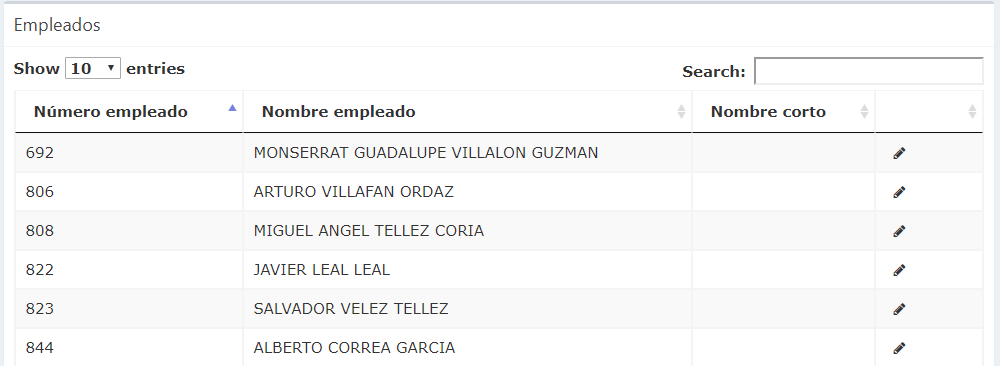 Empleados
Show 10 entries
Search:
Número empleado Nombre empleado Nombre corto
692 MONSERRAT GUADALUPE VILLALON GUZMAN
806 ARTURO VILLAFAN ORDAZ
808 MIGUEL ANGEL TELLEZ CORIA
822 JAVIER LEAL LEAL
823 SALVADOR VELEZ TELLEZ
844 ALBERTO CORREA GARCIA